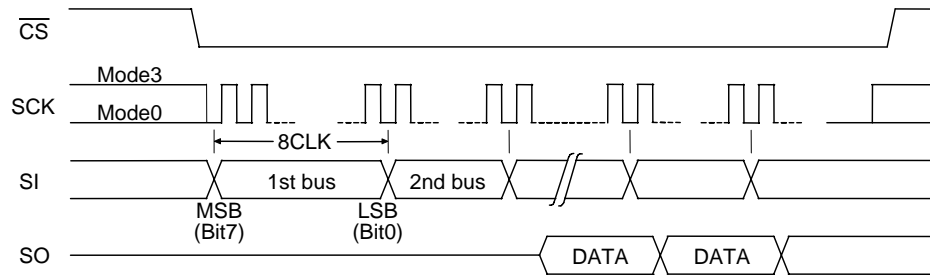 CS
Mode3
SCK
Mode0
8CLK
SI
1st bus
2nd bus
MSB
(Bit7)
LSB
(Bit0)
SO
DATA
DATA